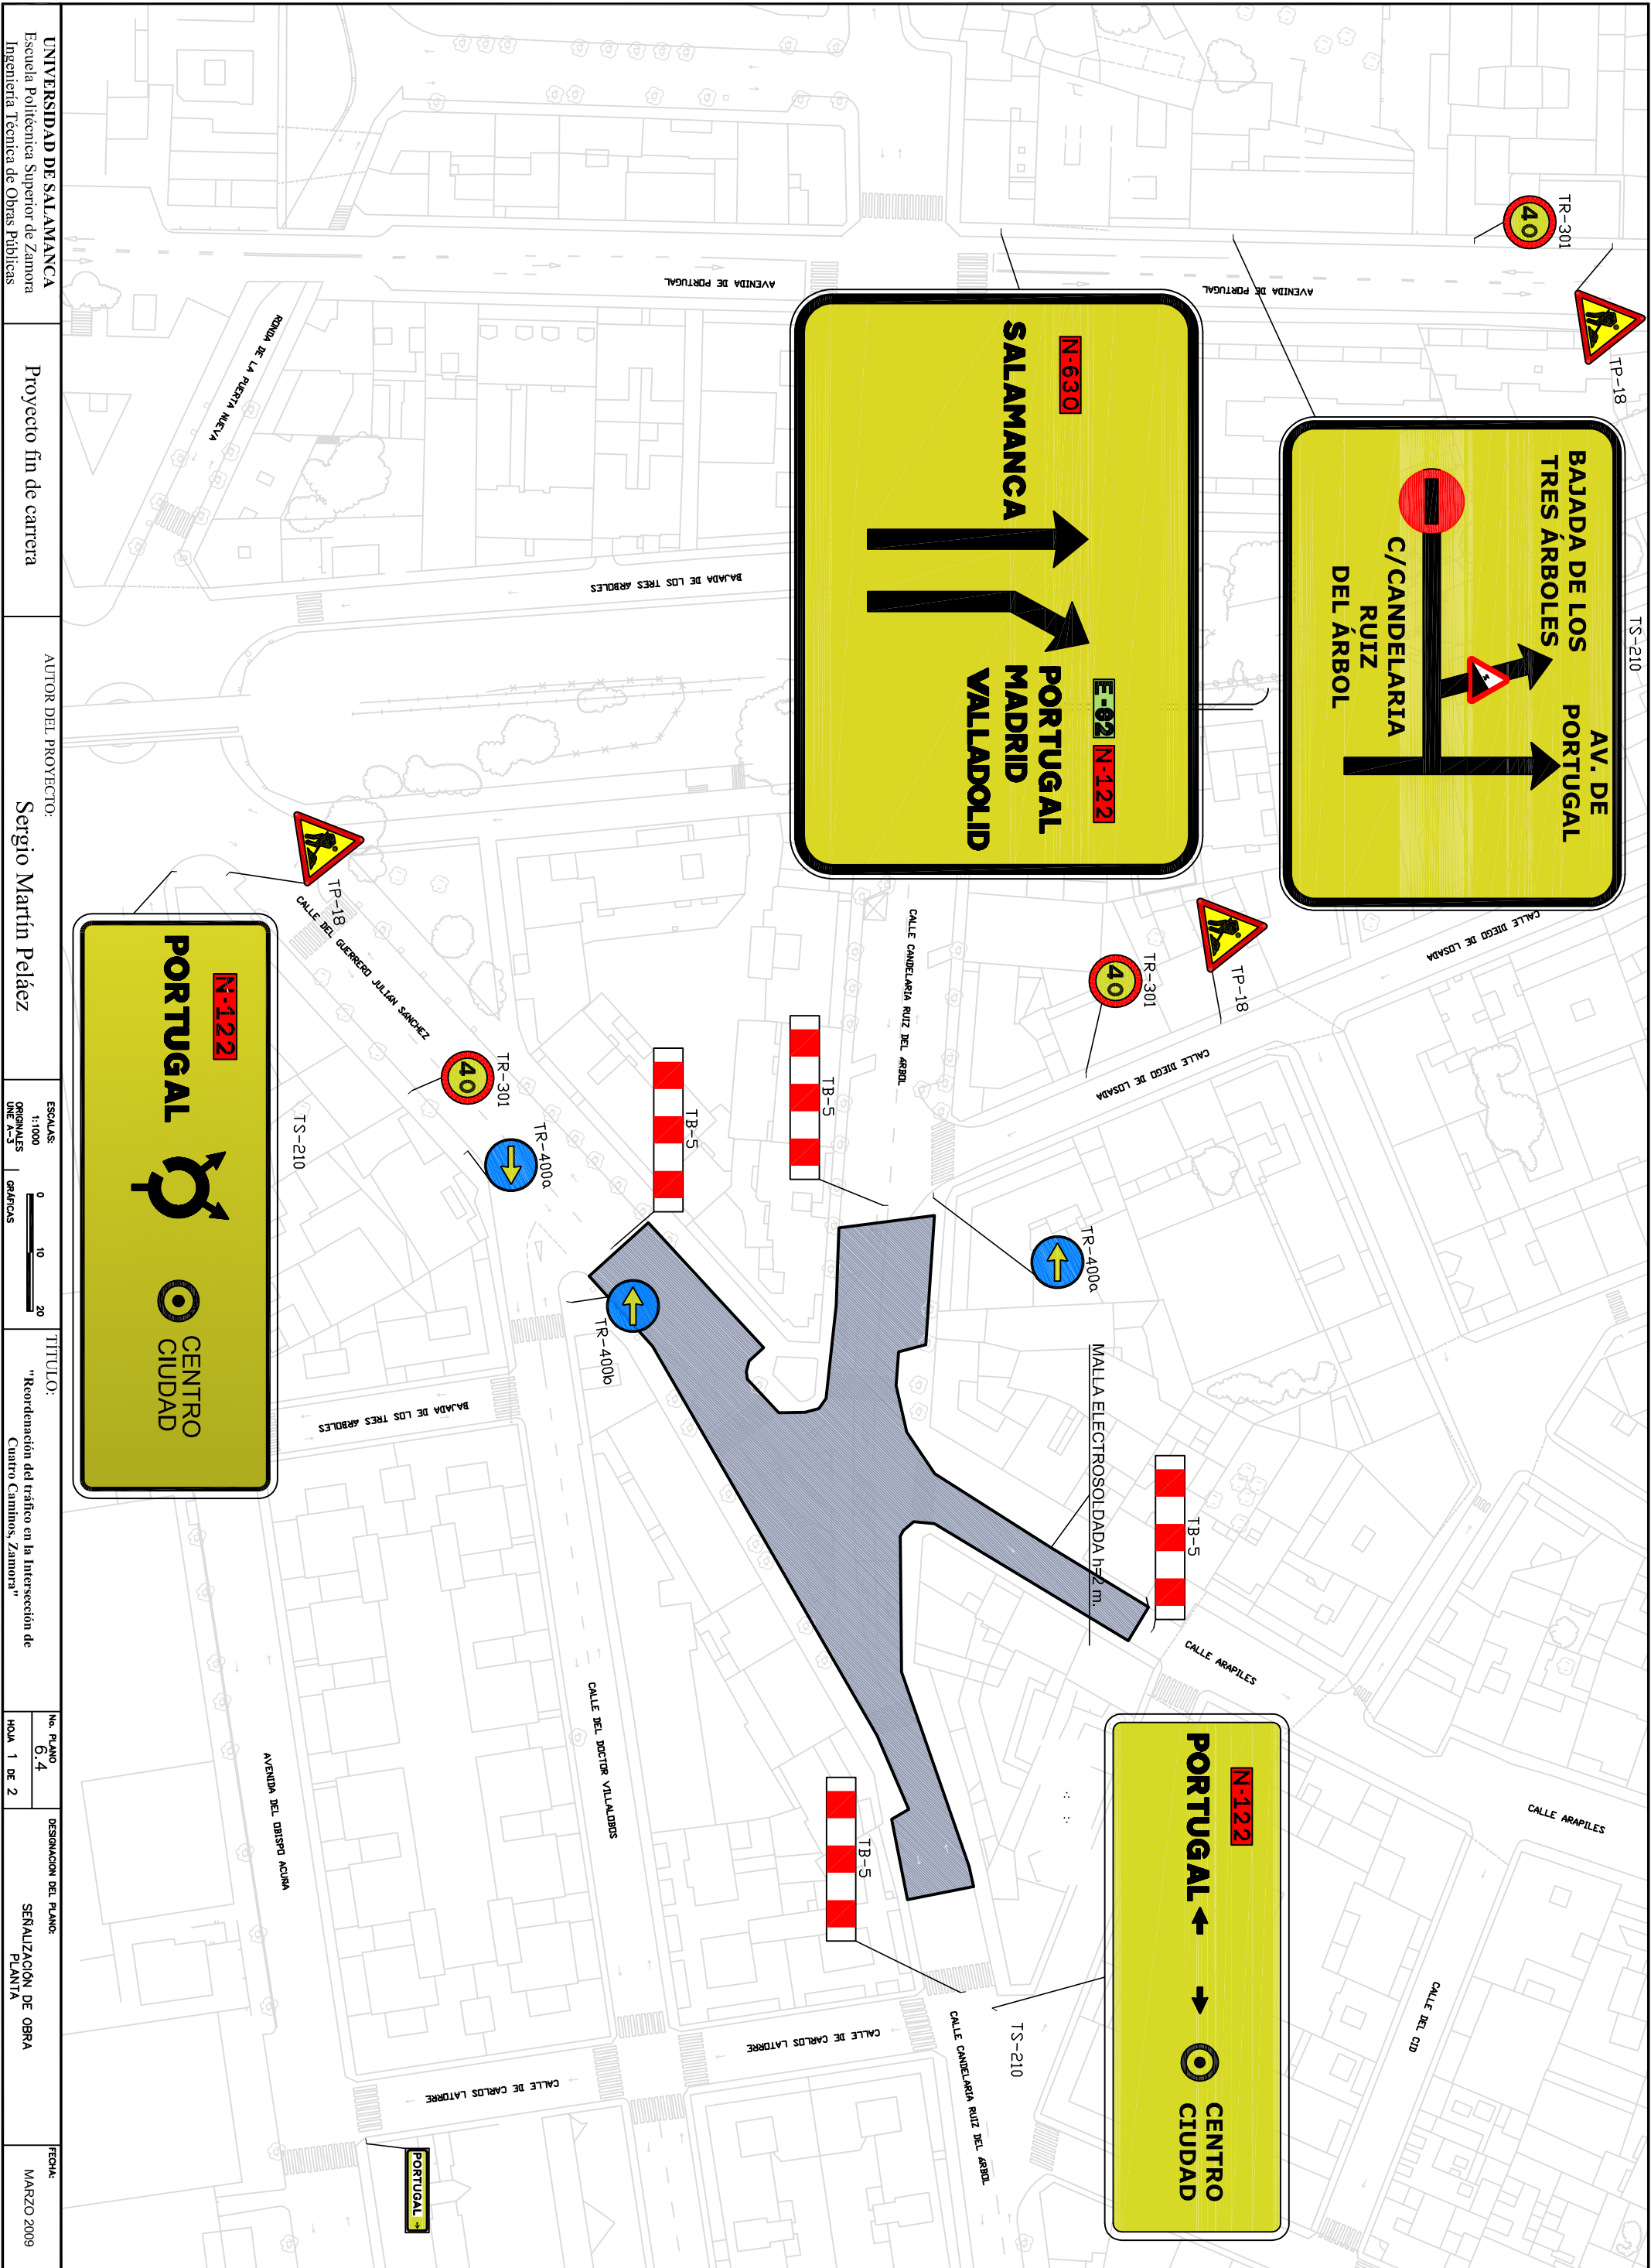 TR-301
40
TP-18
TS-210
BAJADA DE LOS
TRES ÁRBOLES
AV. DE
PORTUGAL
C/CANDELARIA
RUIZ
DEL ÁRBOL
AVENIDA DE PORTUGAL
AVENIDA DE PORTUGAL
N-630
SALAMANCA
E-82 N-122
PORTUGAL
MADRID
VALLADOLID
RONDA DE LA PUERTA NUEVA
BAJADA DE LOS TRES ARBOLES
CALLE DIEGO DE LOSADA
CALLE DIEGO DE LOSADA
TP-18
TR-301
40
CALLE CANDELARIA RUIZ DEL ARBOL
TP-18
CALLE DEL GUERRERO JULIAN SANCHEZ
TR-301
40
TR-400a
TB-5
TB-5
TR-400a
TR-400b
MALLA ELECTROSOLDADA h=2 m.
TB-5
TB-5
TS-210
N-122
PORTUGAL
CENTRO
CIUDAD
BAJADA DE LOS TRES ARBOLES
CALLE ARAPILES
CALLE ARAPILES
N-122
PORTUGAL
CENTRO
CIUDAD
TS-210
CALLE DEL CID
CALLE DEL DOCTOR VILLALOBOS
AVENIDA DEL OBISPO ACUÑA
CALLE DE CARLOS LATORRE
CALLE DE CARLOS LATORRE
CALLE CANDELARIA RUIZ DEL ARBOL
PORTUGAL
UNIVERSIDAD DE SALAMANCA
Escuela Politécnica Superior de Zamora
Ingeniería Técnica de Obras Públicas
Proyecto fin de carrera
AUTOR DEL PROYECTO:
Sergio Martín Peláez
ESCALAS:
1:1000
ORIGINALES
UNE A-3
0 10 20
GRÁFICAS
TÍTULO:
"Reordenación del tráfico en la Intersección de
Cuatro Caminos, Zamora"
No. PLANO
6.4
HOJA 1 DE 2
DESIGNACION DEL PLANO:
SEÑALIZACIÓN DE OBRA
PLANTA
FECHA:
MARZO 2009